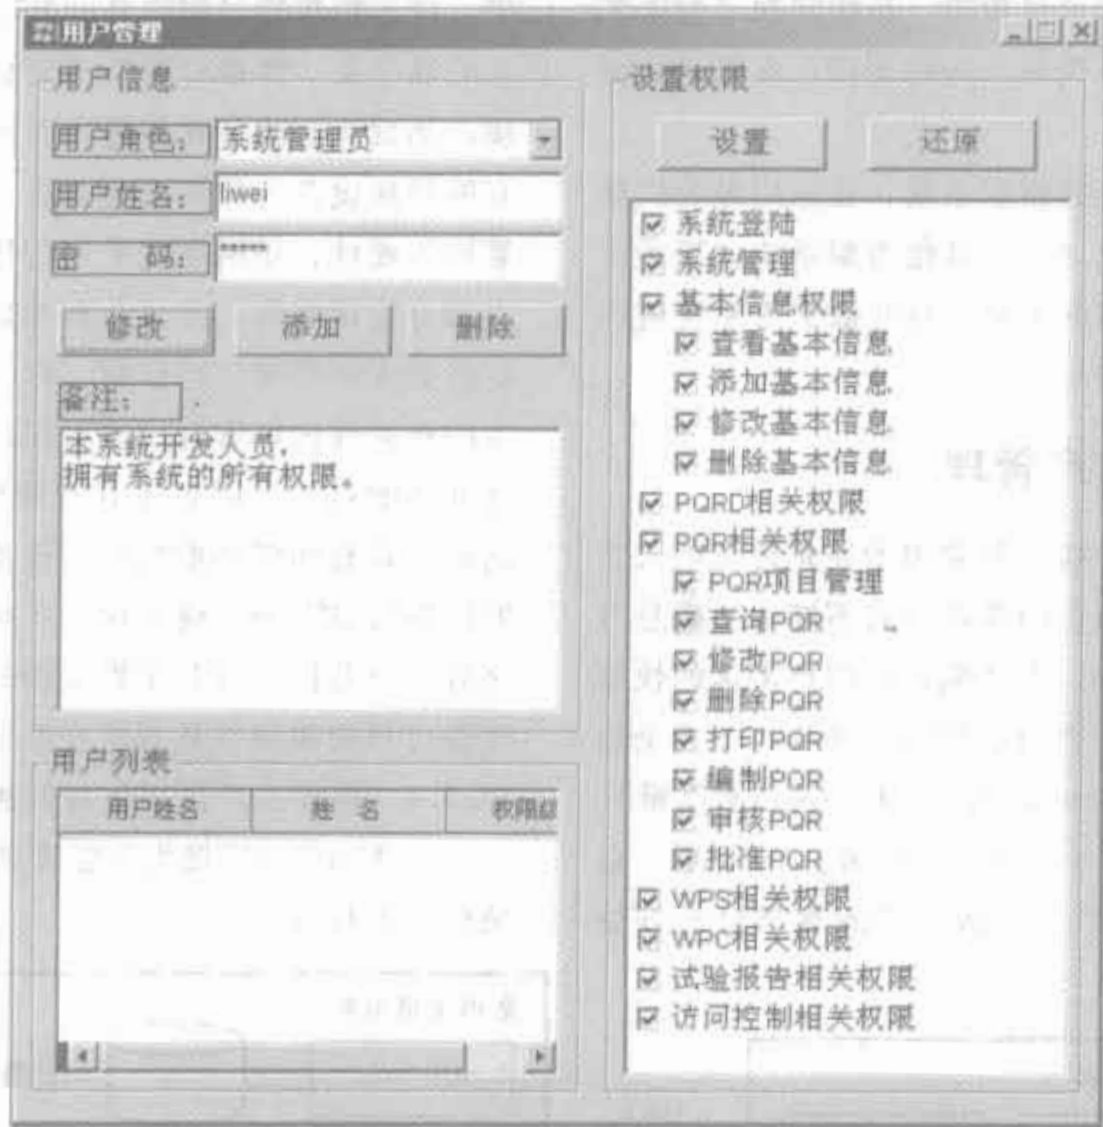 用户管理
用户信息
用户角色： 系统管理员
用户姓名： liwei
密 码： *****
修改 添加 删除
备注：
本系统开发人员，
拥有系统的所有权限。
用户列表
用户姓名 姓 名 权限级
设置权限
设置 还原
系统登陆
系统管理
基本信息权限
查看基本信息
添加基本信息
修改基本信息
删除基本信息
PQRD相关权限
PQR相关权限
PQR项目管理
查询PQR
修改PQR
删除PQR
打印PQR
编制PQR
审核PQR
批准PQR
WPS相关权限
WPC相关权限
试验报告相关权限
访问控制相关权限